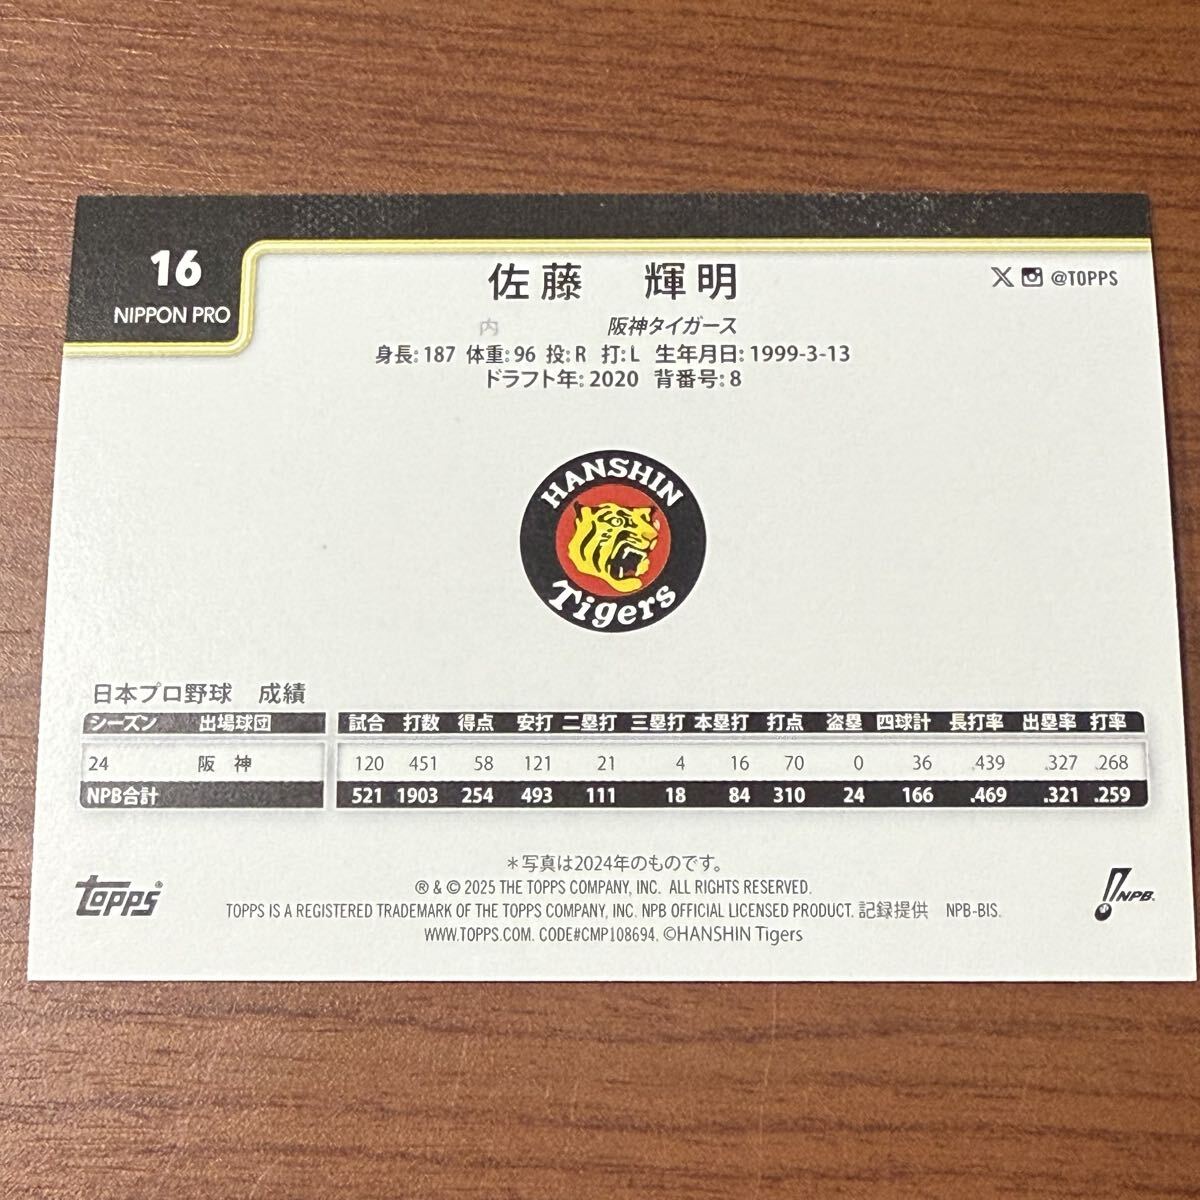 16
NIPPON PRO
佐藤　輝明
@TOPPS
内　阪神タイガース
身長: 187 体重: 96 投: R 打: L 生年月日: 1999-3-13
ドラフト年: 2020 背番号: 8
HANSHIN
Tigers
日本プロ野球　成績
シーズン 出場球団 試合 打数 得点 安打 二塁打 三塁打 本塁打 打点 盗塁 四球計 長打率 出塁率 打率
24 阪 神 120 451 58 121 21 4 16 70 0 36 .439 .327 .268
NPB合計 521 1903 254 493 111 18 84 310 24 166 .469 .321 .259
＊写真は2024年のものです。
® & © 2025 THE TOPPS COMPANY, INC. ALL RIGHTS RESERVED.
TOPPS IS A REGISTERED TRADEMARK OF THE TOPPS COMPANY, INC. NPB OFFICIAL LICENSED PRODUCT. 記録提供 NPB-BIS.
WWW.TOPPS.COM. CODE#CMP108694. ©HANSHIN Tigers
TOPPS®
NPB.